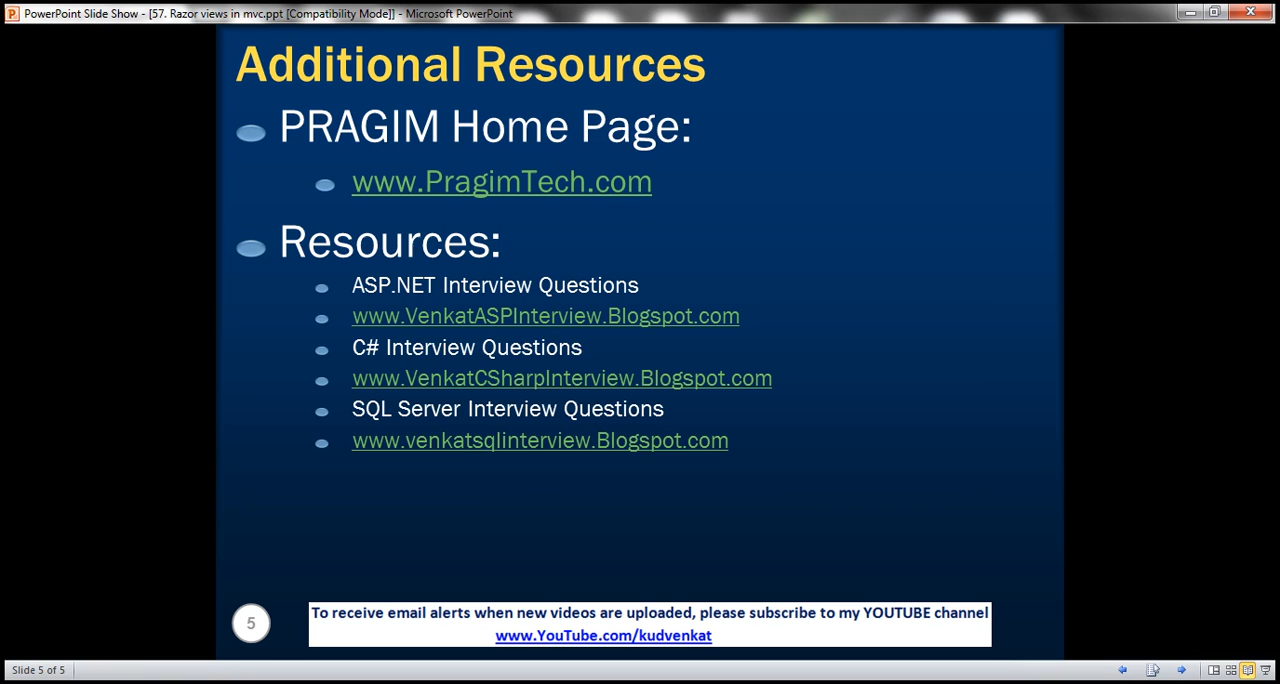 PowerPoint Slide Show - [57. Razor views in mvc.ppt [Compatibility Mode]] - Microsoft PowerPoint
Additional Resources
PRAGIM Home Page:
www.PragimTech.com
Resources:
ASP.NET Interview Questions
www.VenkatASPInterview.Blogspot.com
C# Interview Questions
www.VenkatCSharpInterview.Blogspot.com
SQL Server Interview Questions
www.venkatsqlinterview.Blogspot.com
5
To receive email alerts when new videos are uploaded, please subscribe to my YOUTUBE channel
www.YouTube.com/kudvenkat
Slide 5 of 5